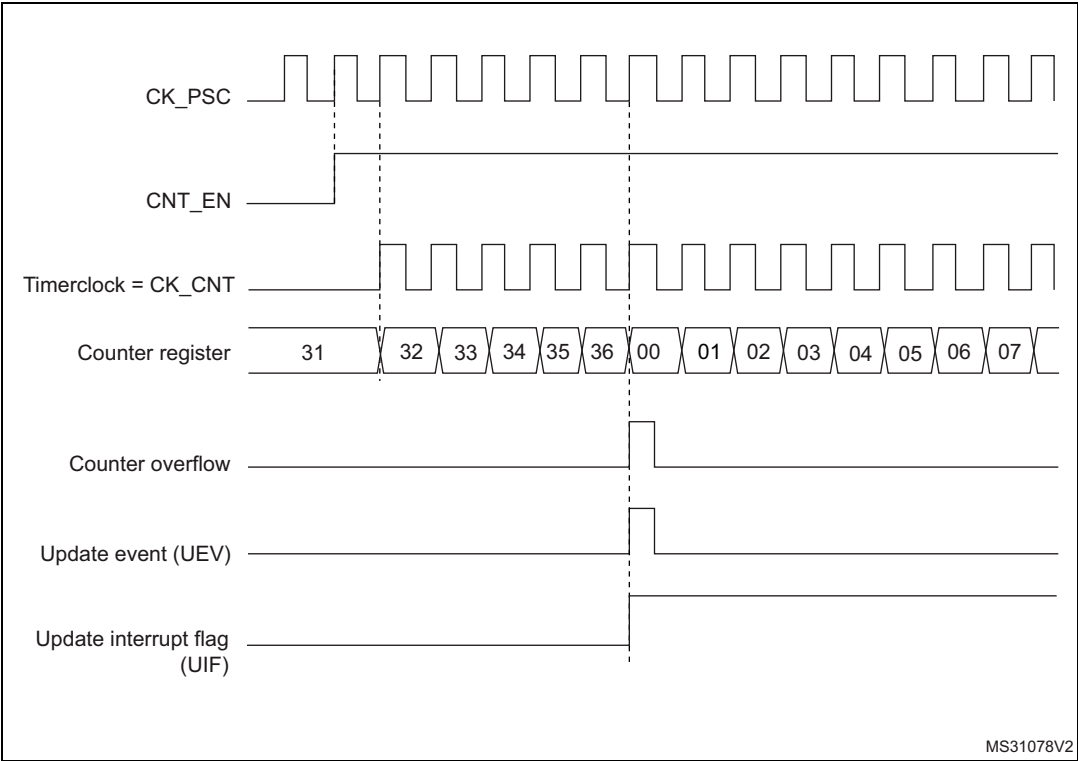 CK_PSC
CNT_EN
Timerclock = CK_CNT
Counter register 31 32 33 34 35 36 00 01 02 03 04 05 06 07
Counter overflow
Update event (UEV)
Update interrupt flag
(UIF)
MS31078V2